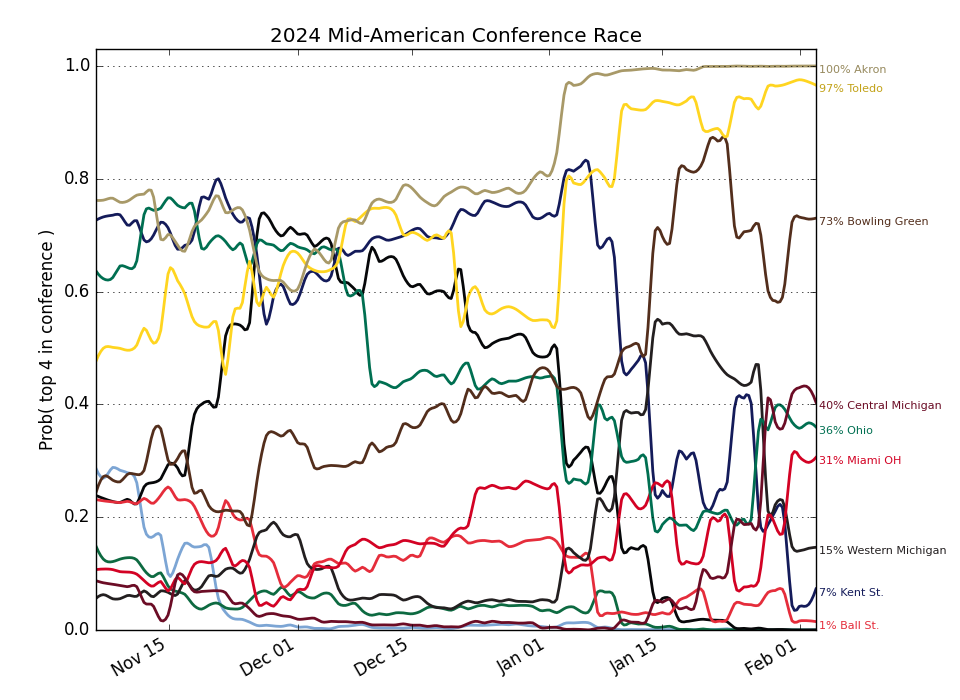 2024 Mid-American Conference Race
Prob( top 4 in conference )
1.0
0.8
0.6
0.4
0.2
0.0
Nov 15
Dec 01
Dec 15
Jan 01
Jan 15
Feb 01
100% Akron
97% Toledo
73% Bowling Green
40% Central Michigan
36% Ohio
31% Miami OH
15% Western Michigan
7% Kent St.
1% Ball St.